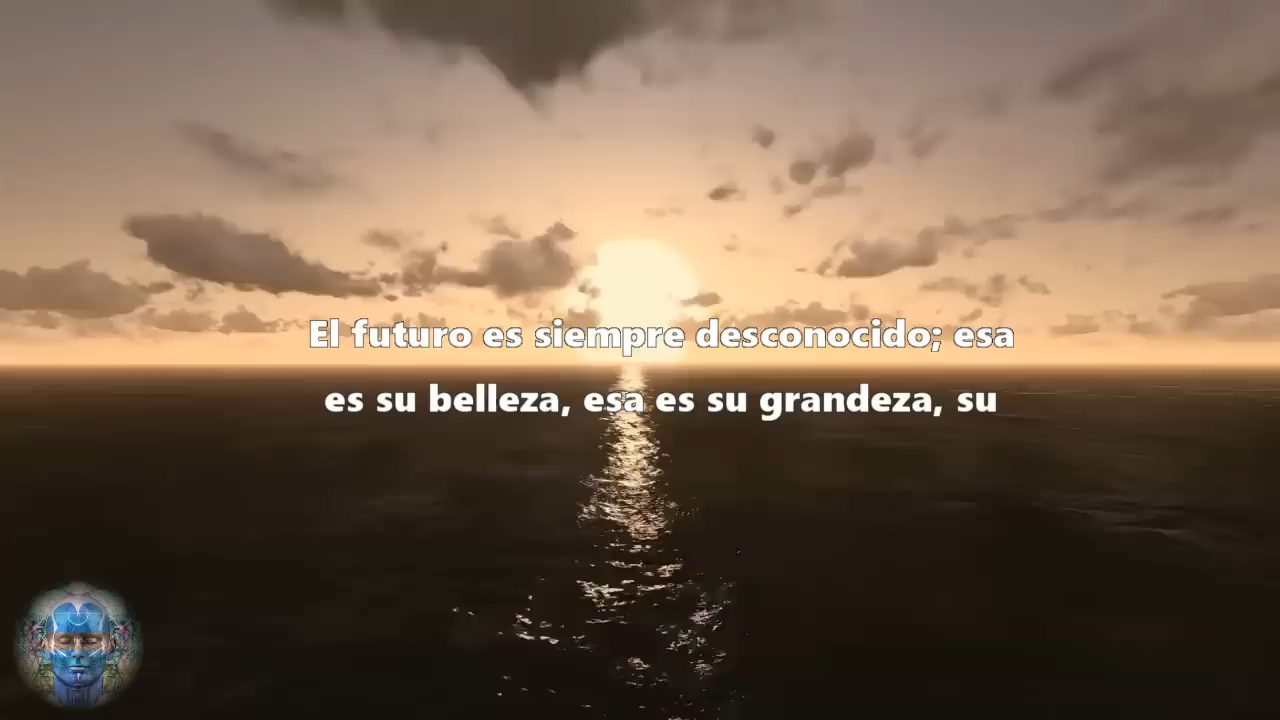 El futuro es siempre desconocido; esa
es su belleza, esa es su grandeza, su